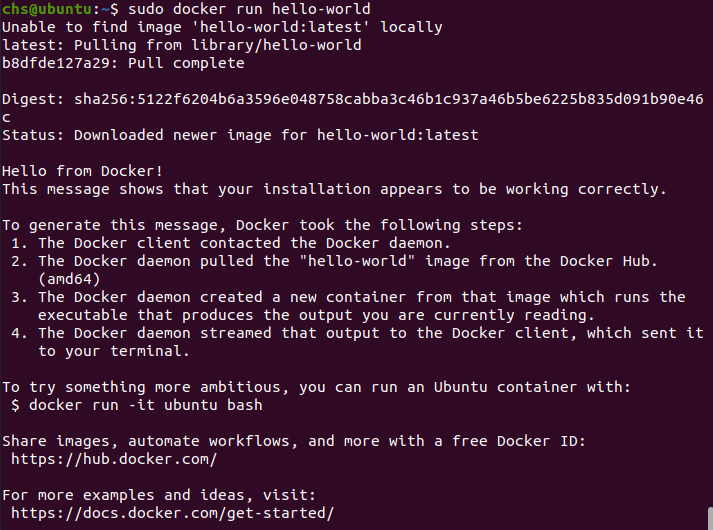 chs@ubuntu:~$ sudo docker run hello-world
Unable to find image 'hello-world:latest' locally
latest: Pulling from library/hello-world
b8dfde127a29: Pull complete
Digest: sha256:5122f6204b6a3596e048758cabba3c46b1c937a46b5be6225b835d091b90e46
c
Status: Downloaded newer image for hello-world:latest
Hello from Docker!
This message shows that your installation appears to be working correctly.
To generate this message, Docker took the following steps:
1. The Docker client contacted the Docker daemon.
2. The Docker daemon pulled the "hello-world" image from the Docker Hub.
(amd64)
3. The Docker daemon created a new container from that image which runs the
executable that produces the output you are currently reading.
4. The Docker daemon streamed that output to the Docker client, which sent it
to your terminal.
To try something more ambitious, you can run an Ubuntu container with:
$ docker run -it ubuntu bash
Share images, automate workflows, and more with a free Docker ID:
https://hub.docker.com/
For more examples and ideas, visit:
https://docs.docker.com/get-started/